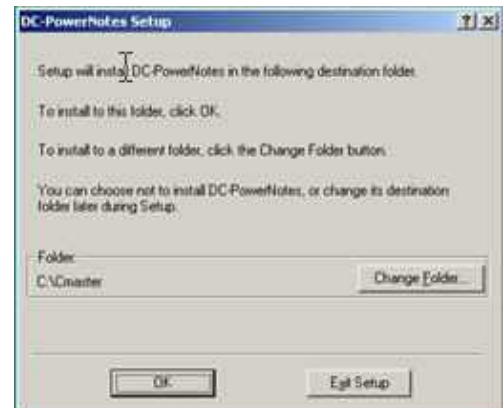 DC-PowerNotes Setup
Setup will install DC-PowerNotes in the following destination folder.
To install to this folder, click OK.
To install to a different folder, click the Change Folder button.
You can choose not to install DC-PowerNotes, or change its destination
folder later during Setup.
Folder:
C:\Cmaster
Change Folder...
OK
Exit Setup